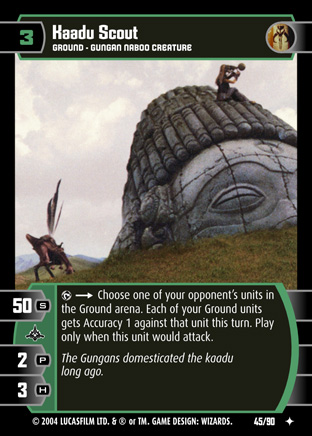 3
Kaadu Scout
GROUND - GUNGAN NABOO CREATURE
50 S
Choose one of your opponent's units in
the Ground arena. Each of your Ground units
gets Accuracy 1 against that unit this turn. Play
only when this unit would attack.
2 P
The Gungans domesticated the kaadu
long ago.
3 H
© 2004 LUCASFILM LTD. & ® or TM. GAME DESIGN: WIZARDS. 45/90